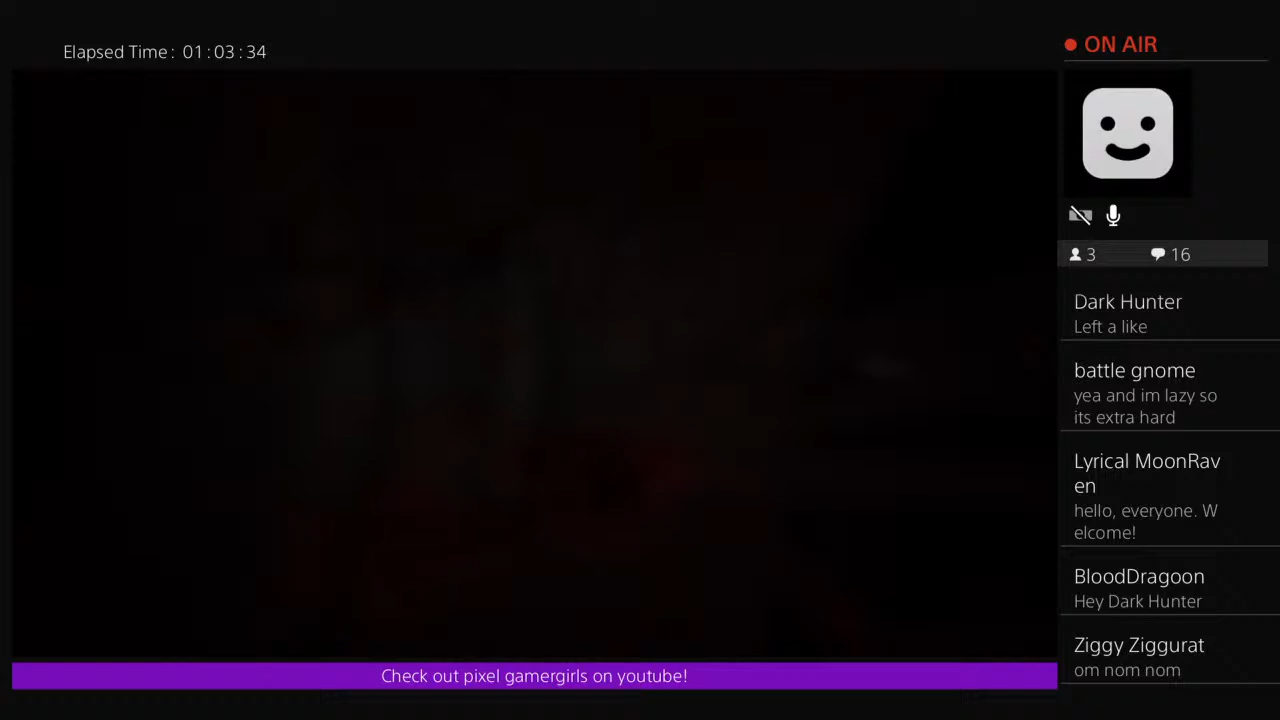 Elapsed Time: 01:03:34
ON AIR
3
16
Dark Hunter
Left a like
battle gnome
yea and im lazy so
its extra hard
Lyrical MoonRav
en
hello, everyone. W
elcome!
BloodDragoon
Hey Dark Hunter
Ziggy Ziggurat
om nom nom
Check out pixel gamergirls on youtube!